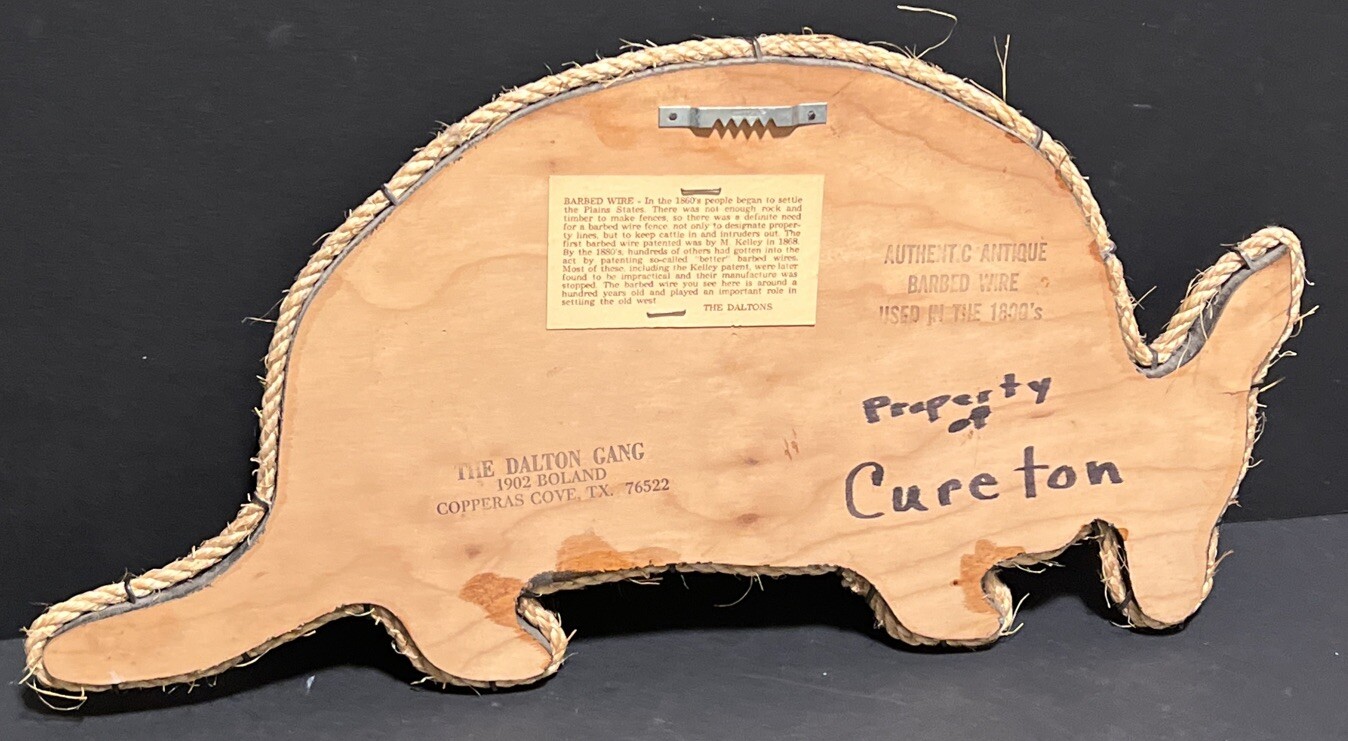 BARBED WIRE - In the 1860's people began to settle
the Plains States. There was not enough rock and
timber to make fences, so there was a definite need
for a barbed wire fence, not only to designate proper-
ty lines, but to keep cattle in and intruders out. The
first barbed wire patented was by M. Kelley in 1868.
By the 1880's, hundreds of others had gotten into the
act by patenting so-called "better" barbed wires.
Most of these, including the Kelley patent, were later
found to be impractical and their manufacture was
stopped. The barbed wire you see here is around a
hundred years old and played an important role in
settling the old west
THE DALTONS
AUTHENTIC ANTIQUE
BARBED WIRE
USED IN THE 1800's
Property
of
Cureton
THE DALTON GANG
1902 BOLAND
COPPERAS COVE, TX. 76522